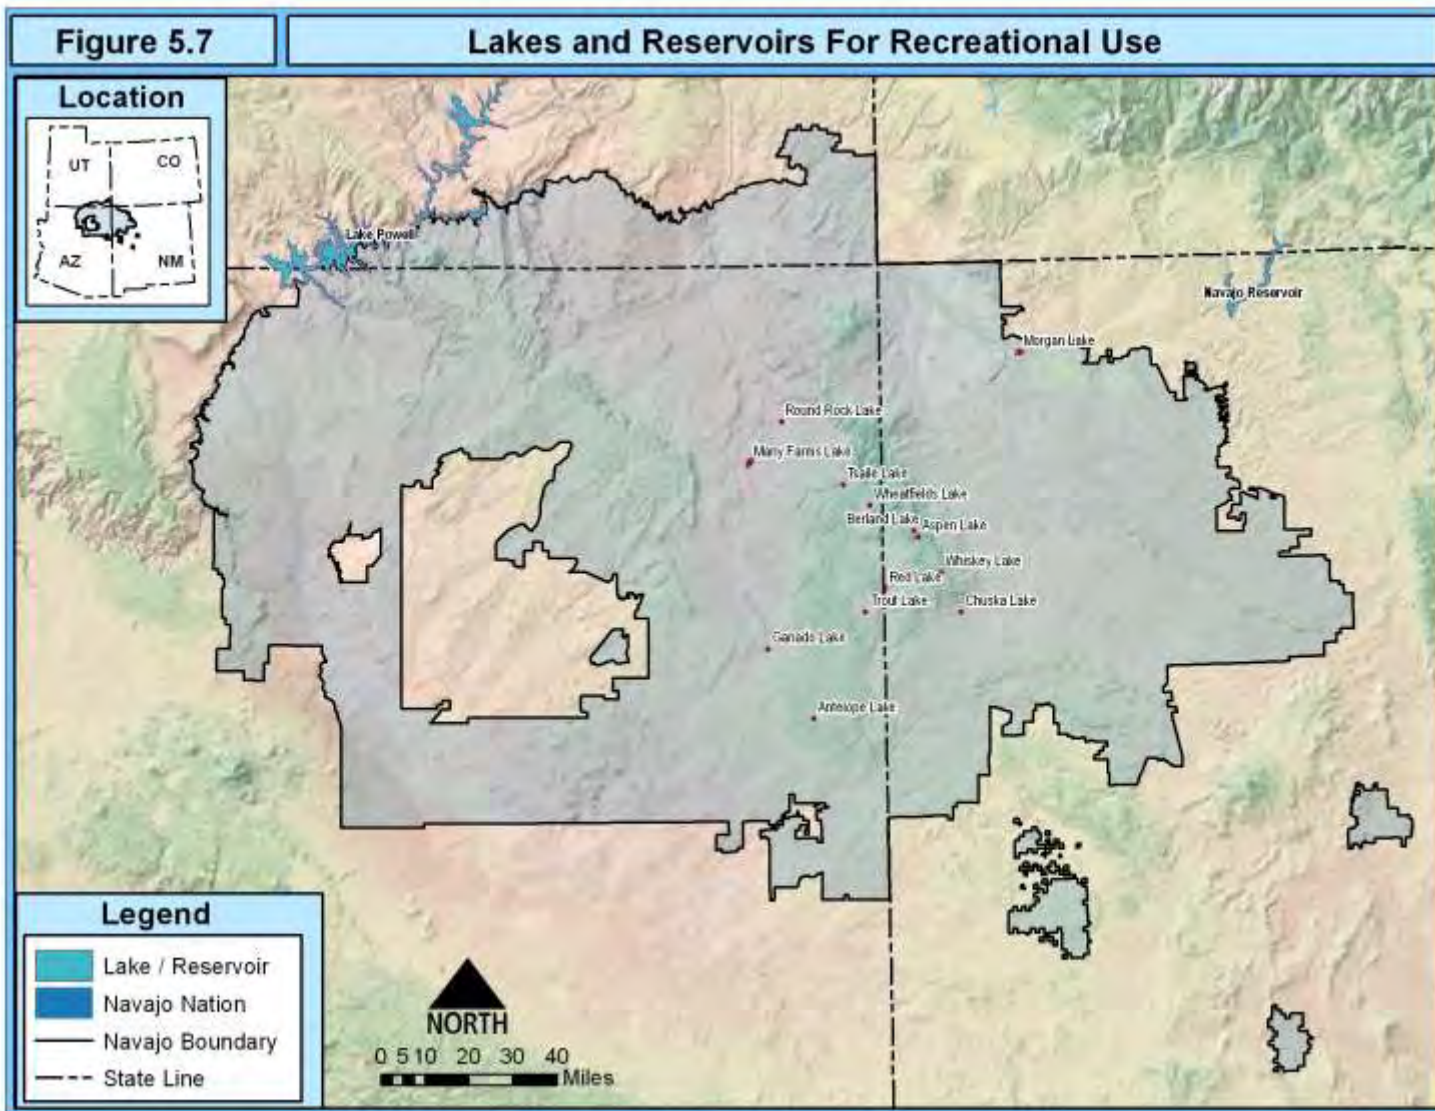 Figure 5.7
Lakes and Reservoirs For Recreational Use
Location
UT
CO
AZ
NM
Lake Powell
Navajo Reservoir
Morgan Lake
Round Rock Lake
Many Farms Lake
Tsaile Lake
Wheatfields Lake
Berland Lake
Aspen Lake
Whiskey Lake
Red Lake
Trout Lake
Chuska Lake
Ganado Lake
Antelope Lake
Legend
Lake / Reservoir
Navajo Nation
Navajo Boundary
State Line
NORTH
0 5 10 20 30 40
Miles